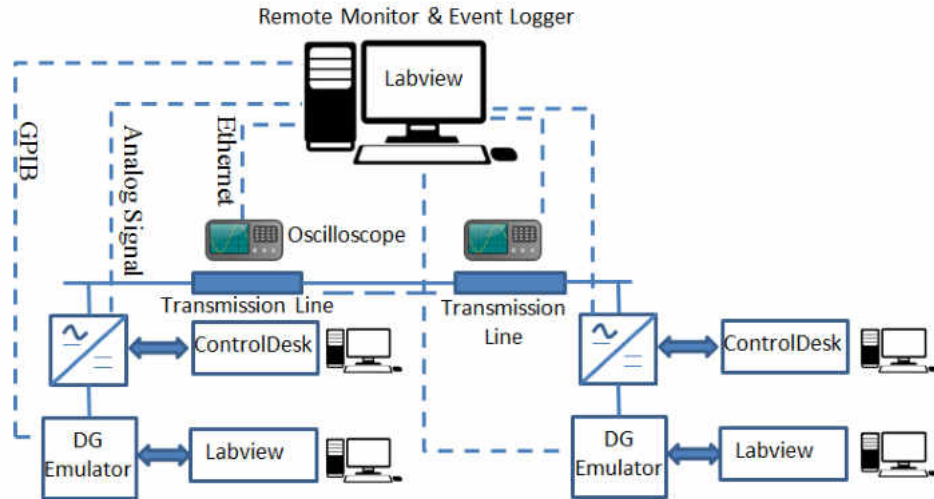 Remote Monitor & Event Logger
Labview
GPIB
Analog Signal
Ethernet
Oscilloscope
Transmission Line
Transmission
Line
ControlDesk
ControlDesk
DG
Emulator
Labview
DG
Emulator
Labview